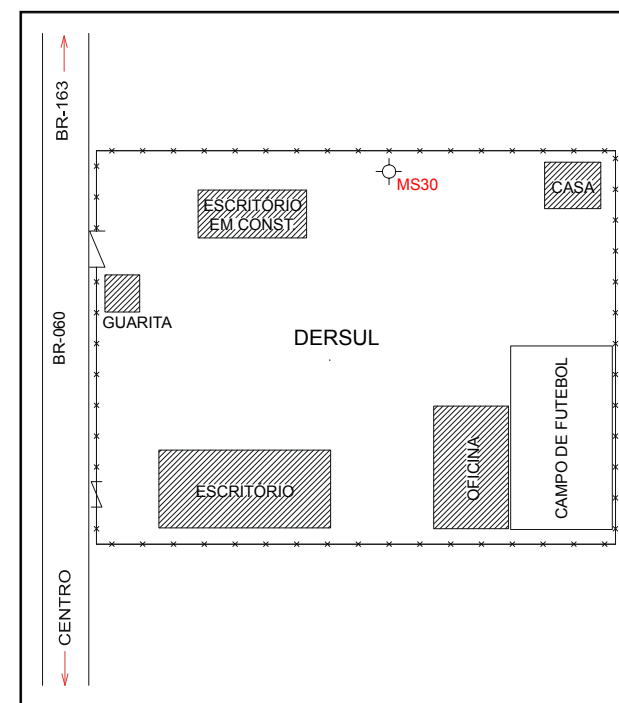 BR-163
MS30
CASA
ESCRITÓRIO
EM CONST.
GUARITA
BR-060
DERSUL
CAMPO DE FUTEBOL
OFICINA
ESCRITÓRIO
CENTRO